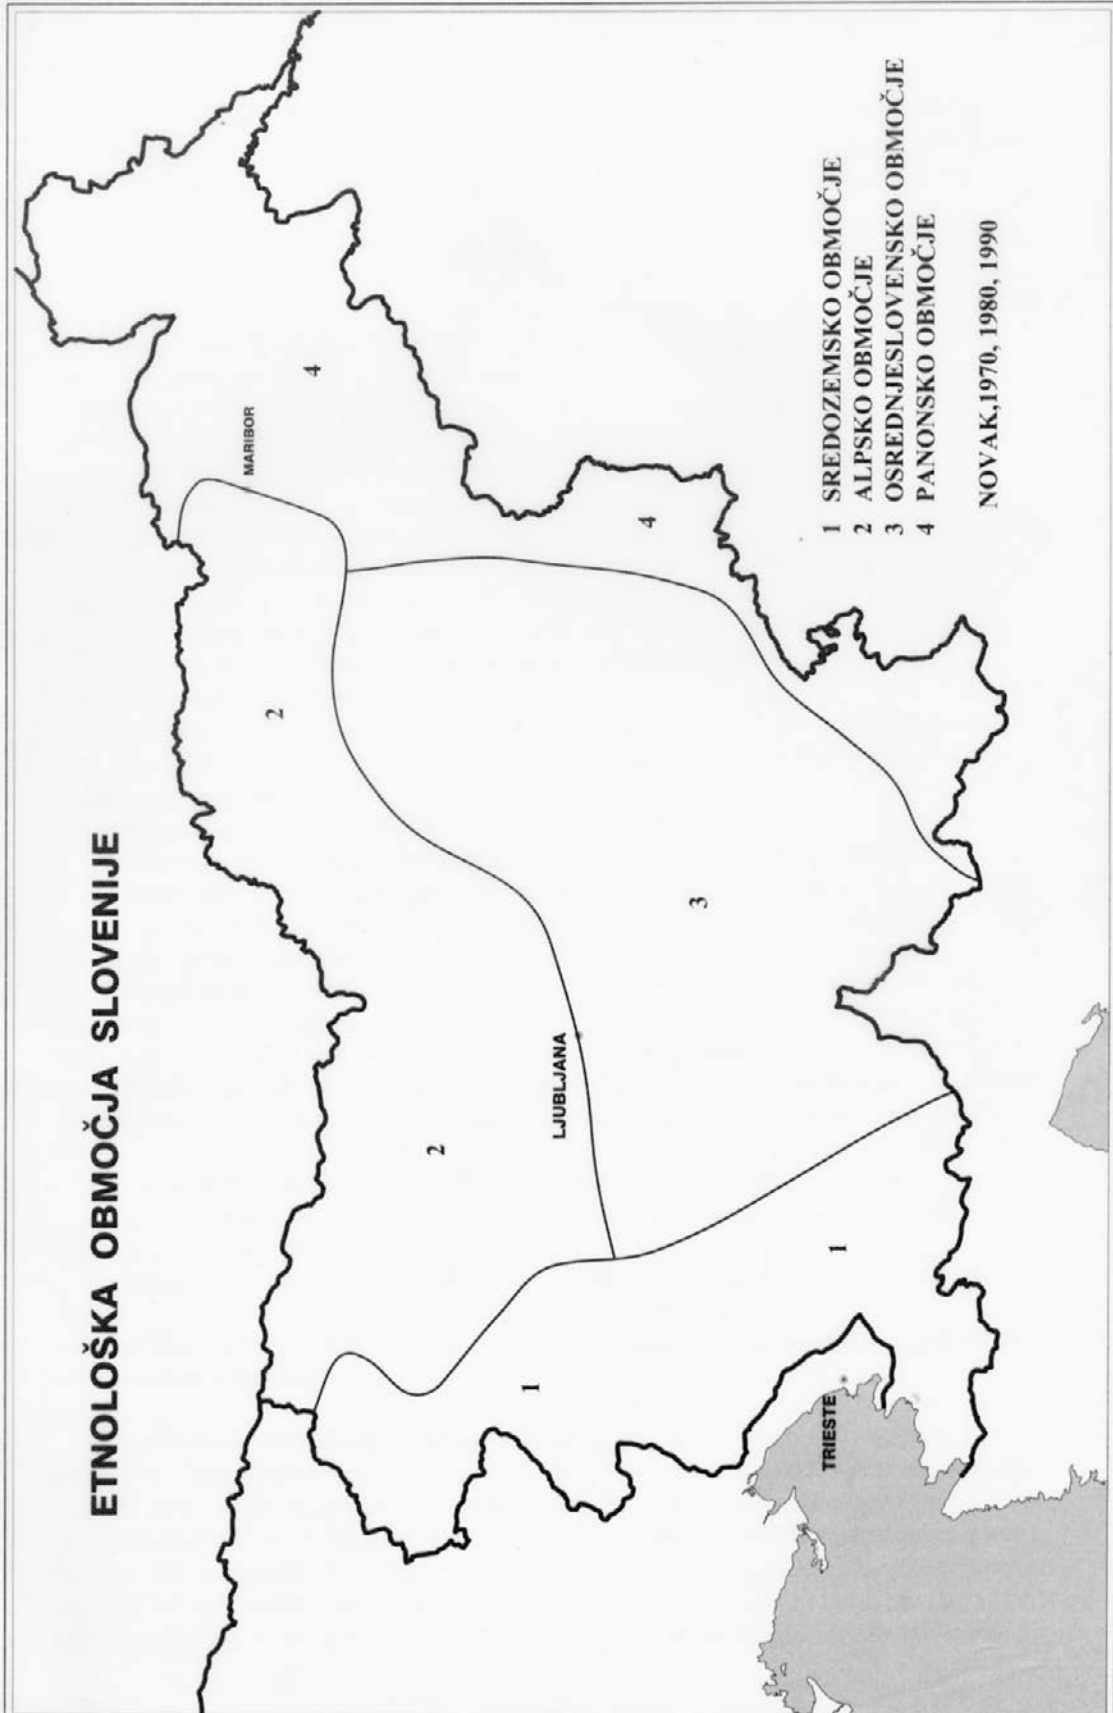 ETNOLOŠKA OBMOČJA SLOVENIJE
MARIBOR
4
2
4
2
LJUBLJANA
3
1
1
TRIESTE
1 SREDOZEMSKO OBMOČJE
2 ALPSKO OBMOČJE
3 OSREDNJESLOVENSKO OBMOČJE
4 PANONSKO OBMOČJE
NOVAK,1970, 1980, 1990